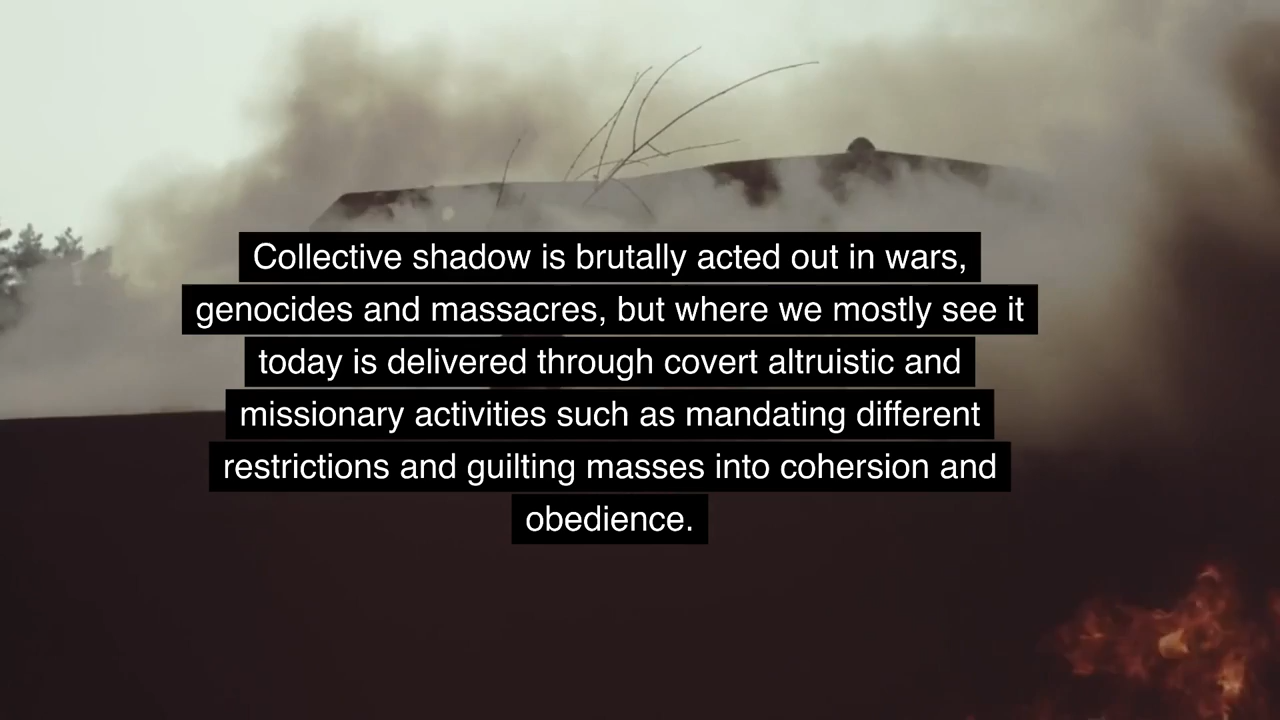 Collective shadow is brutally acted out in wars,
genocides and massacres, but where we mostly see it
today is delivered through covert altruistic and
missionary activities such as mandating different
restrictions and guilting masses into cohersion and
obedience.